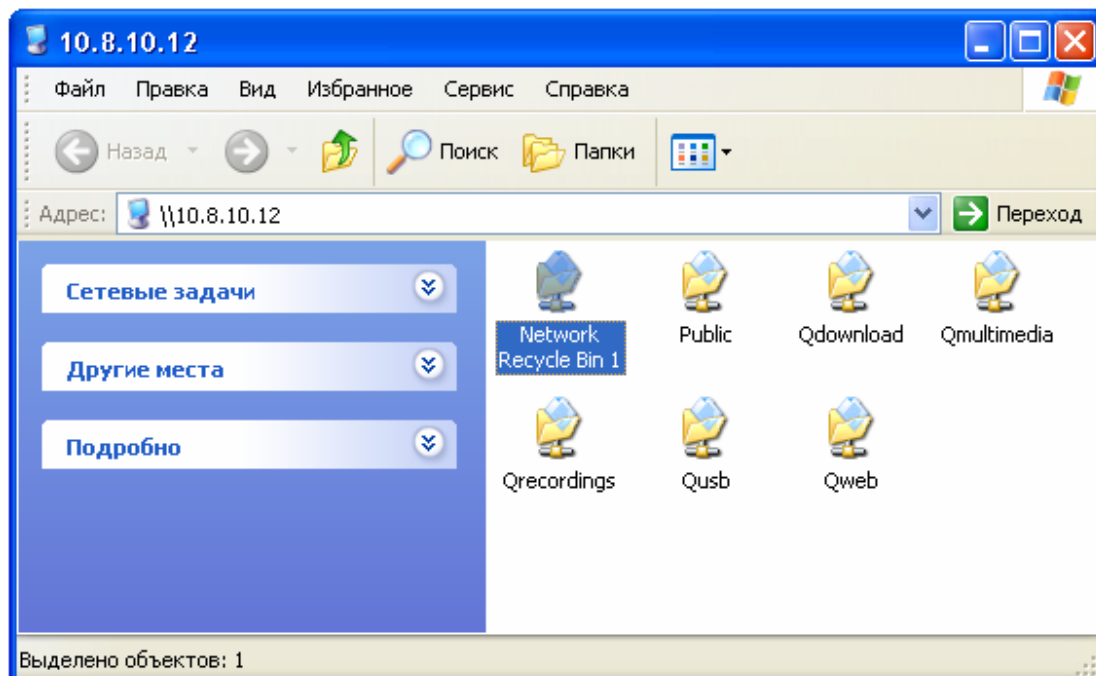 10.8.10.12
Файл Правка Вид Избранное Сервис Справка
Назад Поиск Папки
Адрес: \\10.8.10.12 Переход
Сетевые задачи
Другие места
Подробно
Network Recycle Bin 1
Public
Qdownload
Qmultimedia
Qrecordings
Qusb
Qweb
Выделено объектов: 1